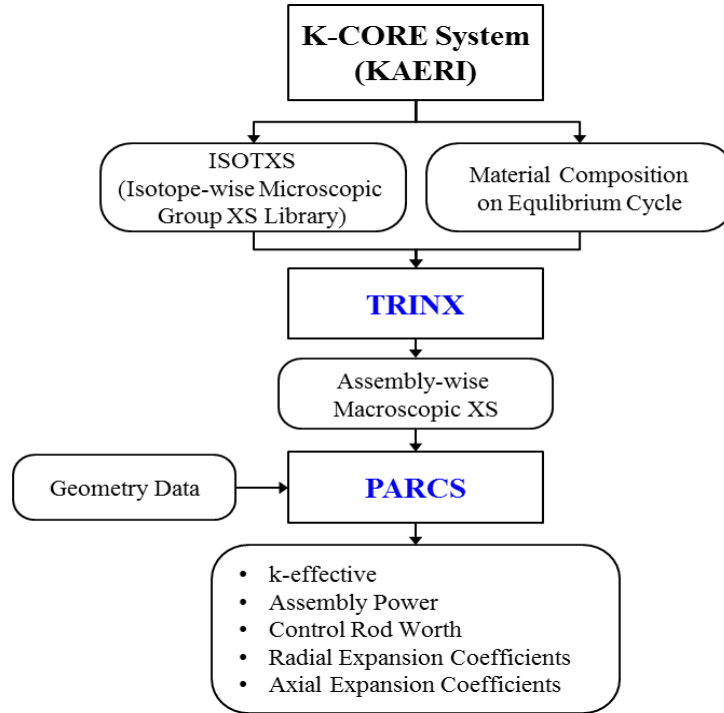 K-CORE System
(KAERI)
ISOTXS
(Isotope-wise Microscopic
Group XS Library)
Material Composition
on Equlibrium Cycle
TRINX
Assembly-wise
Macroscopic XS
Geometry Data
PARCS
• k-effective
• Assembly Power
• Control Rod Worth
• Radial Expansion Coefficients
• Axial Expansion Coefficients